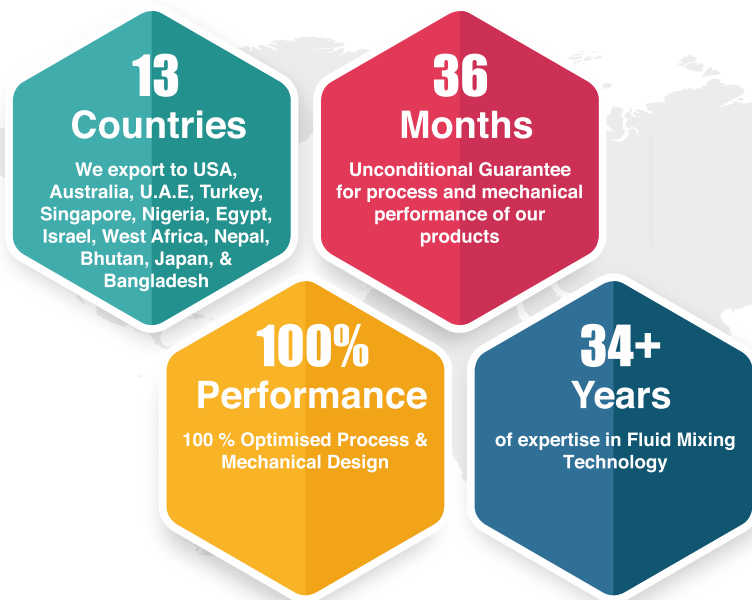 13
Countries
We export to USA,
Australia, U.A.E, Turkey,
Singapore, Nigeria, Egypt,
Israel, West Africa, Nepal,
Bhutan, Japan, &
Bangladesh
36
Months
Unconditional Guarantee
for process and mechanical
performance of our
products
100%
Performance
100 % Optimised Process &
Mechanical Design
34+
Years
of expertise in Fluid Mixing
Technology